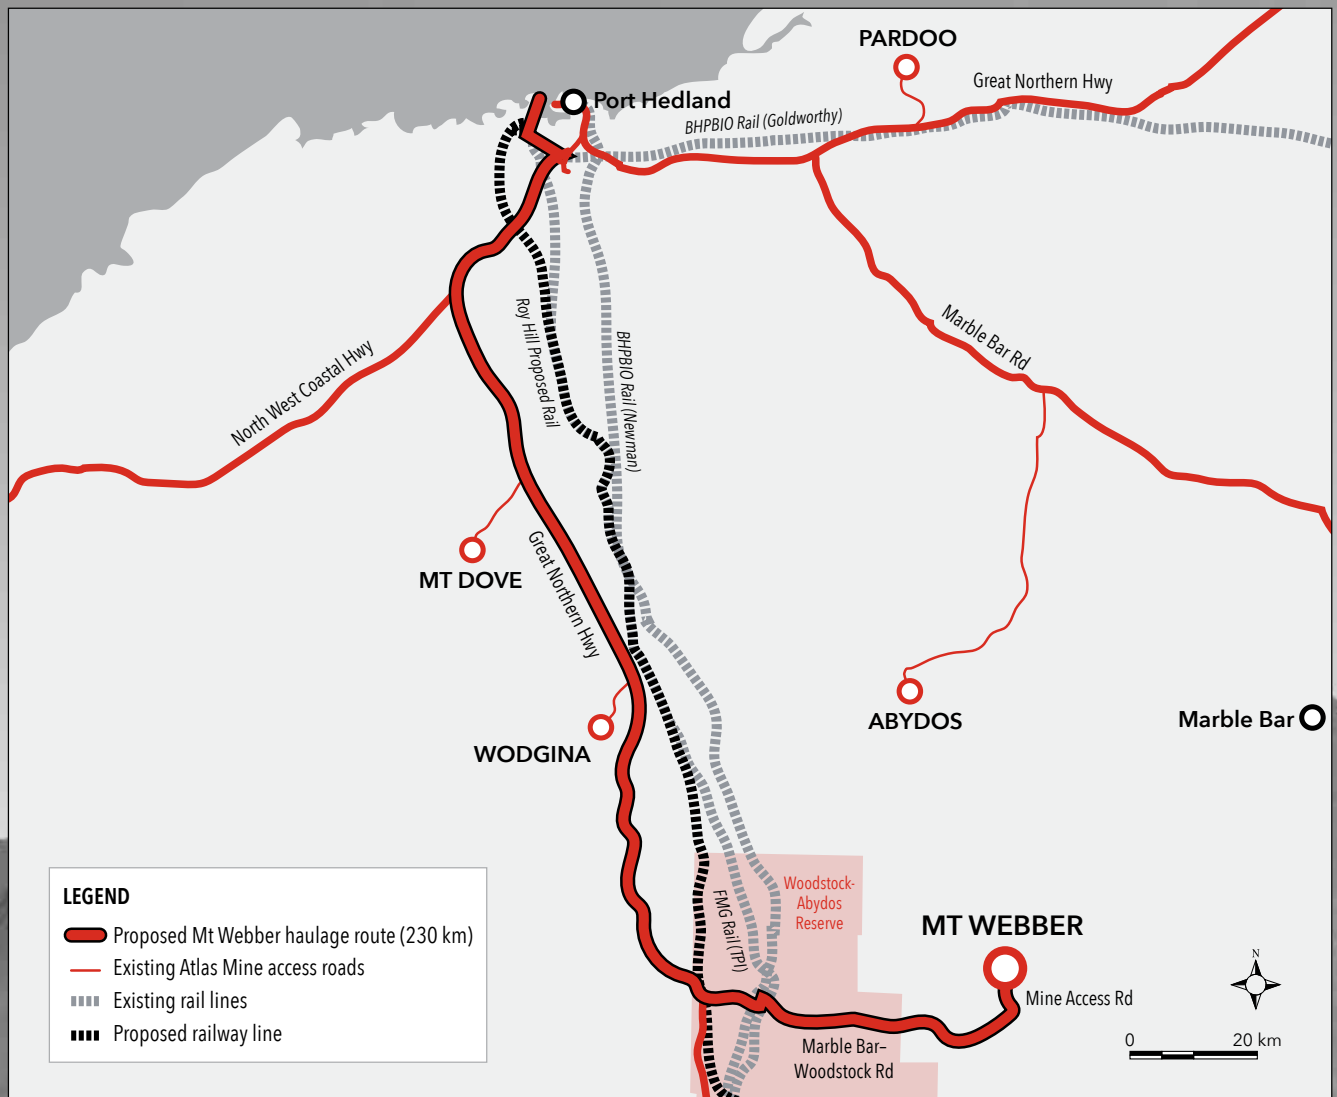 PARDOO
Great Northern Hwy
Port Hedland
BHPBIO Rail (Goldworthy)
Marble Bar Rd
North West Coastal Hwy
Roy Hill Proposed Rail
BHPBIO Rail (Newman)
MT DOVE
Great Northern Hwy
WODGINA
ABYDOS
Marble Bar
Woodstock-
Abydos
Reserve
FMG Rail (TPI)
MT WEBBER
Mine Access Rd
Marble Bar–
Woodstock Rd
N
0 20 km
LEGEND
Proposed Mt Webber haulage route (230 km)
Existing Atlas Mine access roads
Existing rail lines
Proposed railway line